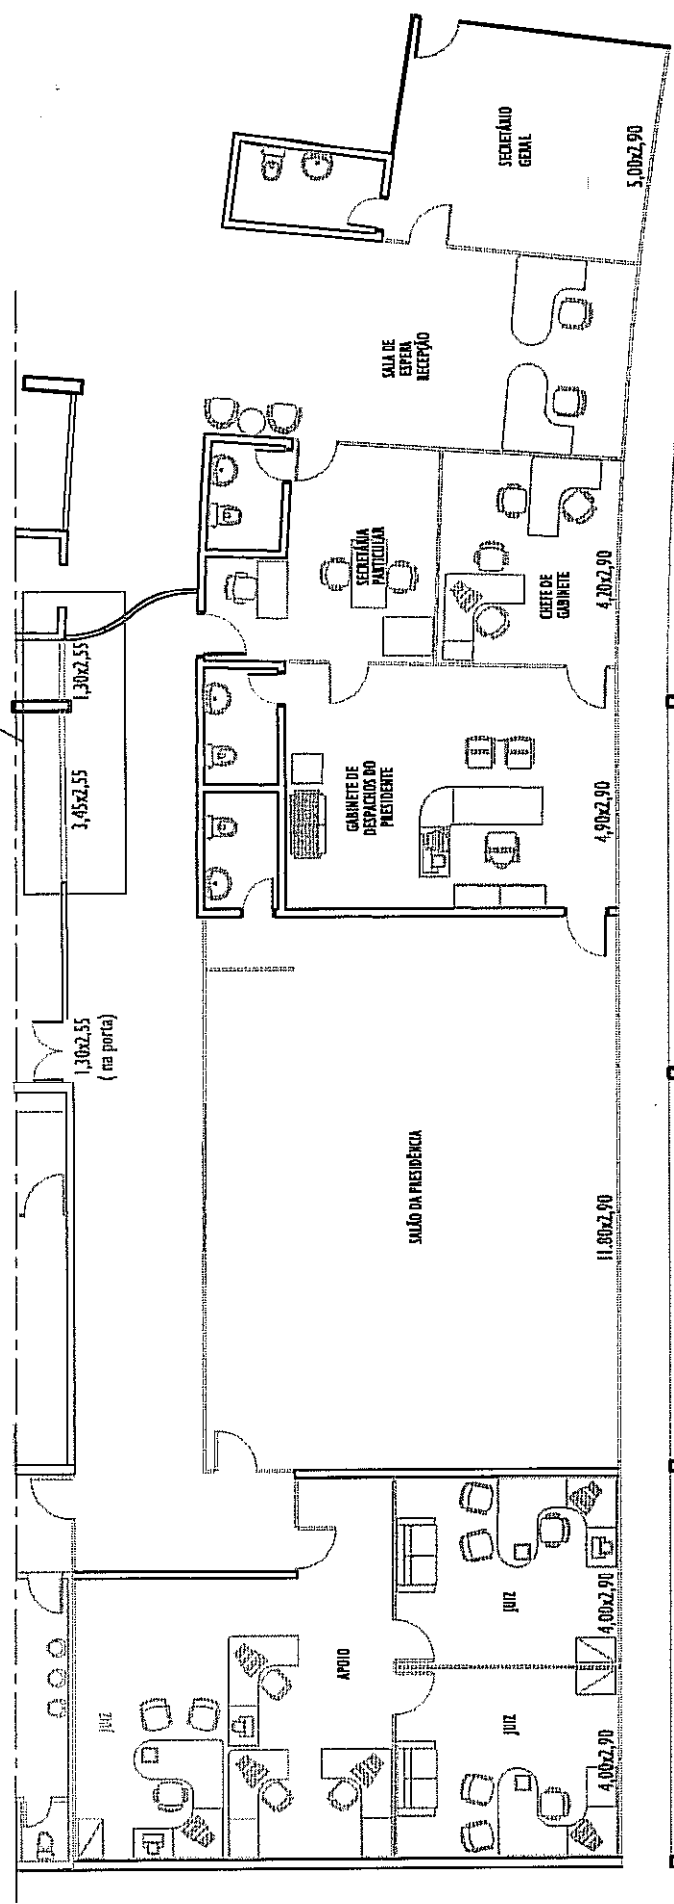 SECRETÁRIO
GERAL
5,00x2,90
SALA DE
ESPERA
RECEPÇÃO
SECRETÁRIA
PARTICULAR
CHEFE DE
GABINETE
4,20x2,90
1,30x2,55
3,45x2,55
GABINETE DE
DESPACHOS DO
PRESIDENTE
4,90x2,90
1,30x2,55
( na porta)
SALÃO DA PRESIDÊNCIA
11.80x2,90
JUIZ
APOIO
JUIZ
4,00x2,90
JUIZ
4,00x2,90